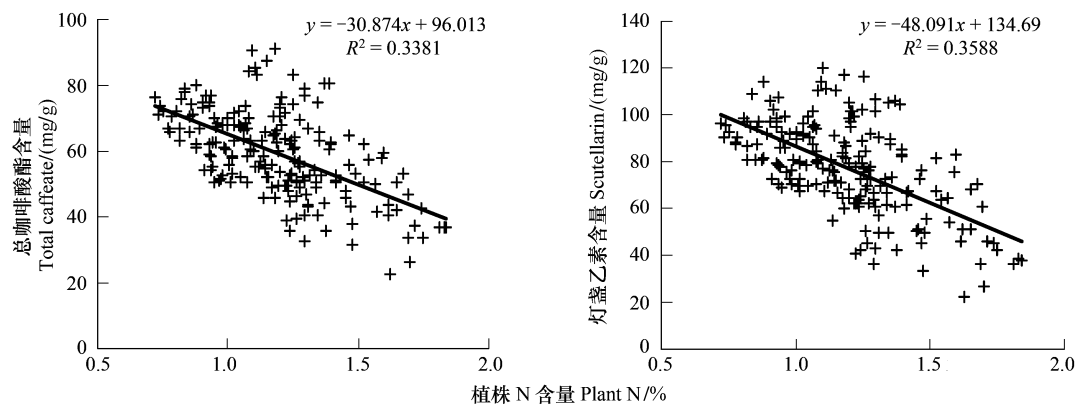 y = −30.874x + 96.013
R² = 0.3381
100
80
60
40
20
0
0.5
1.0
1.5
2.0
总咖啡酸酯含量
Total caffeate/(mg/g)
y = −48.091x + 134.69
R² = 0.3588
140
120
100
80
60
40
20
0
0.5
1.0
1.5
2.0
灯盏乙素含量 Scutellarin/(mg/g)
植株 N 含量 Plant N/%